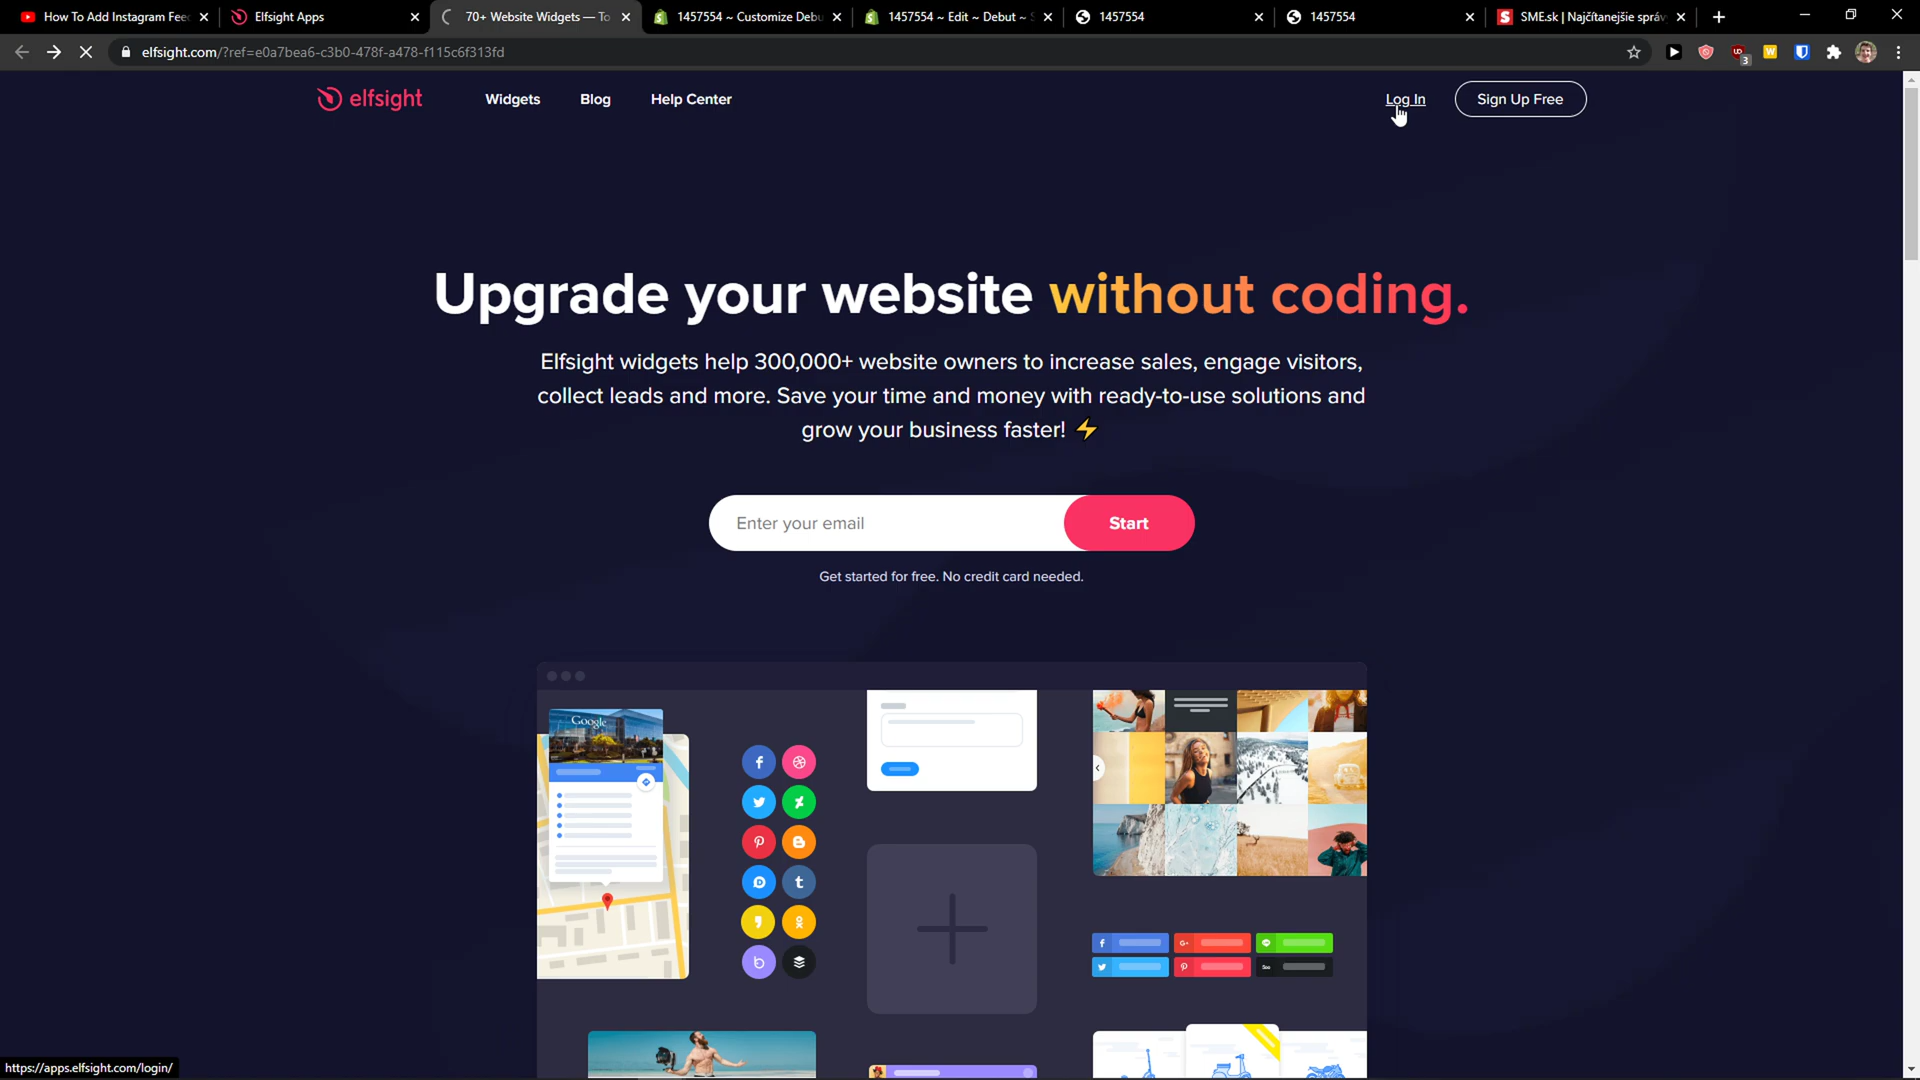 How To Add Instagram Fee
Elfsight Apps
70+ Website Widgets — To
1457554 ~ Customize Debu
1457554 ~ Edit ~ Debut ~ S
1457554
1457554
SME.sk | Najčítanejšie správ
elfsight.com/?ref=e0a7bea6-c3b0-478f-a478-f115c6f313fd
3
elfsight
Widgets
Blog
Help Center
Log In
Sign Up Free
Upgrade your website without coding.
Elfsight widgets help 300,000+ website owners to increase sales, engage visitors,
collect leads and more. Save your time and money with ready-to-use solutions and
grow your business faster! ⚡
Enter your email
Start
Get started for free. No credit card needed.
Google
https://apps.elfsight.com/login/